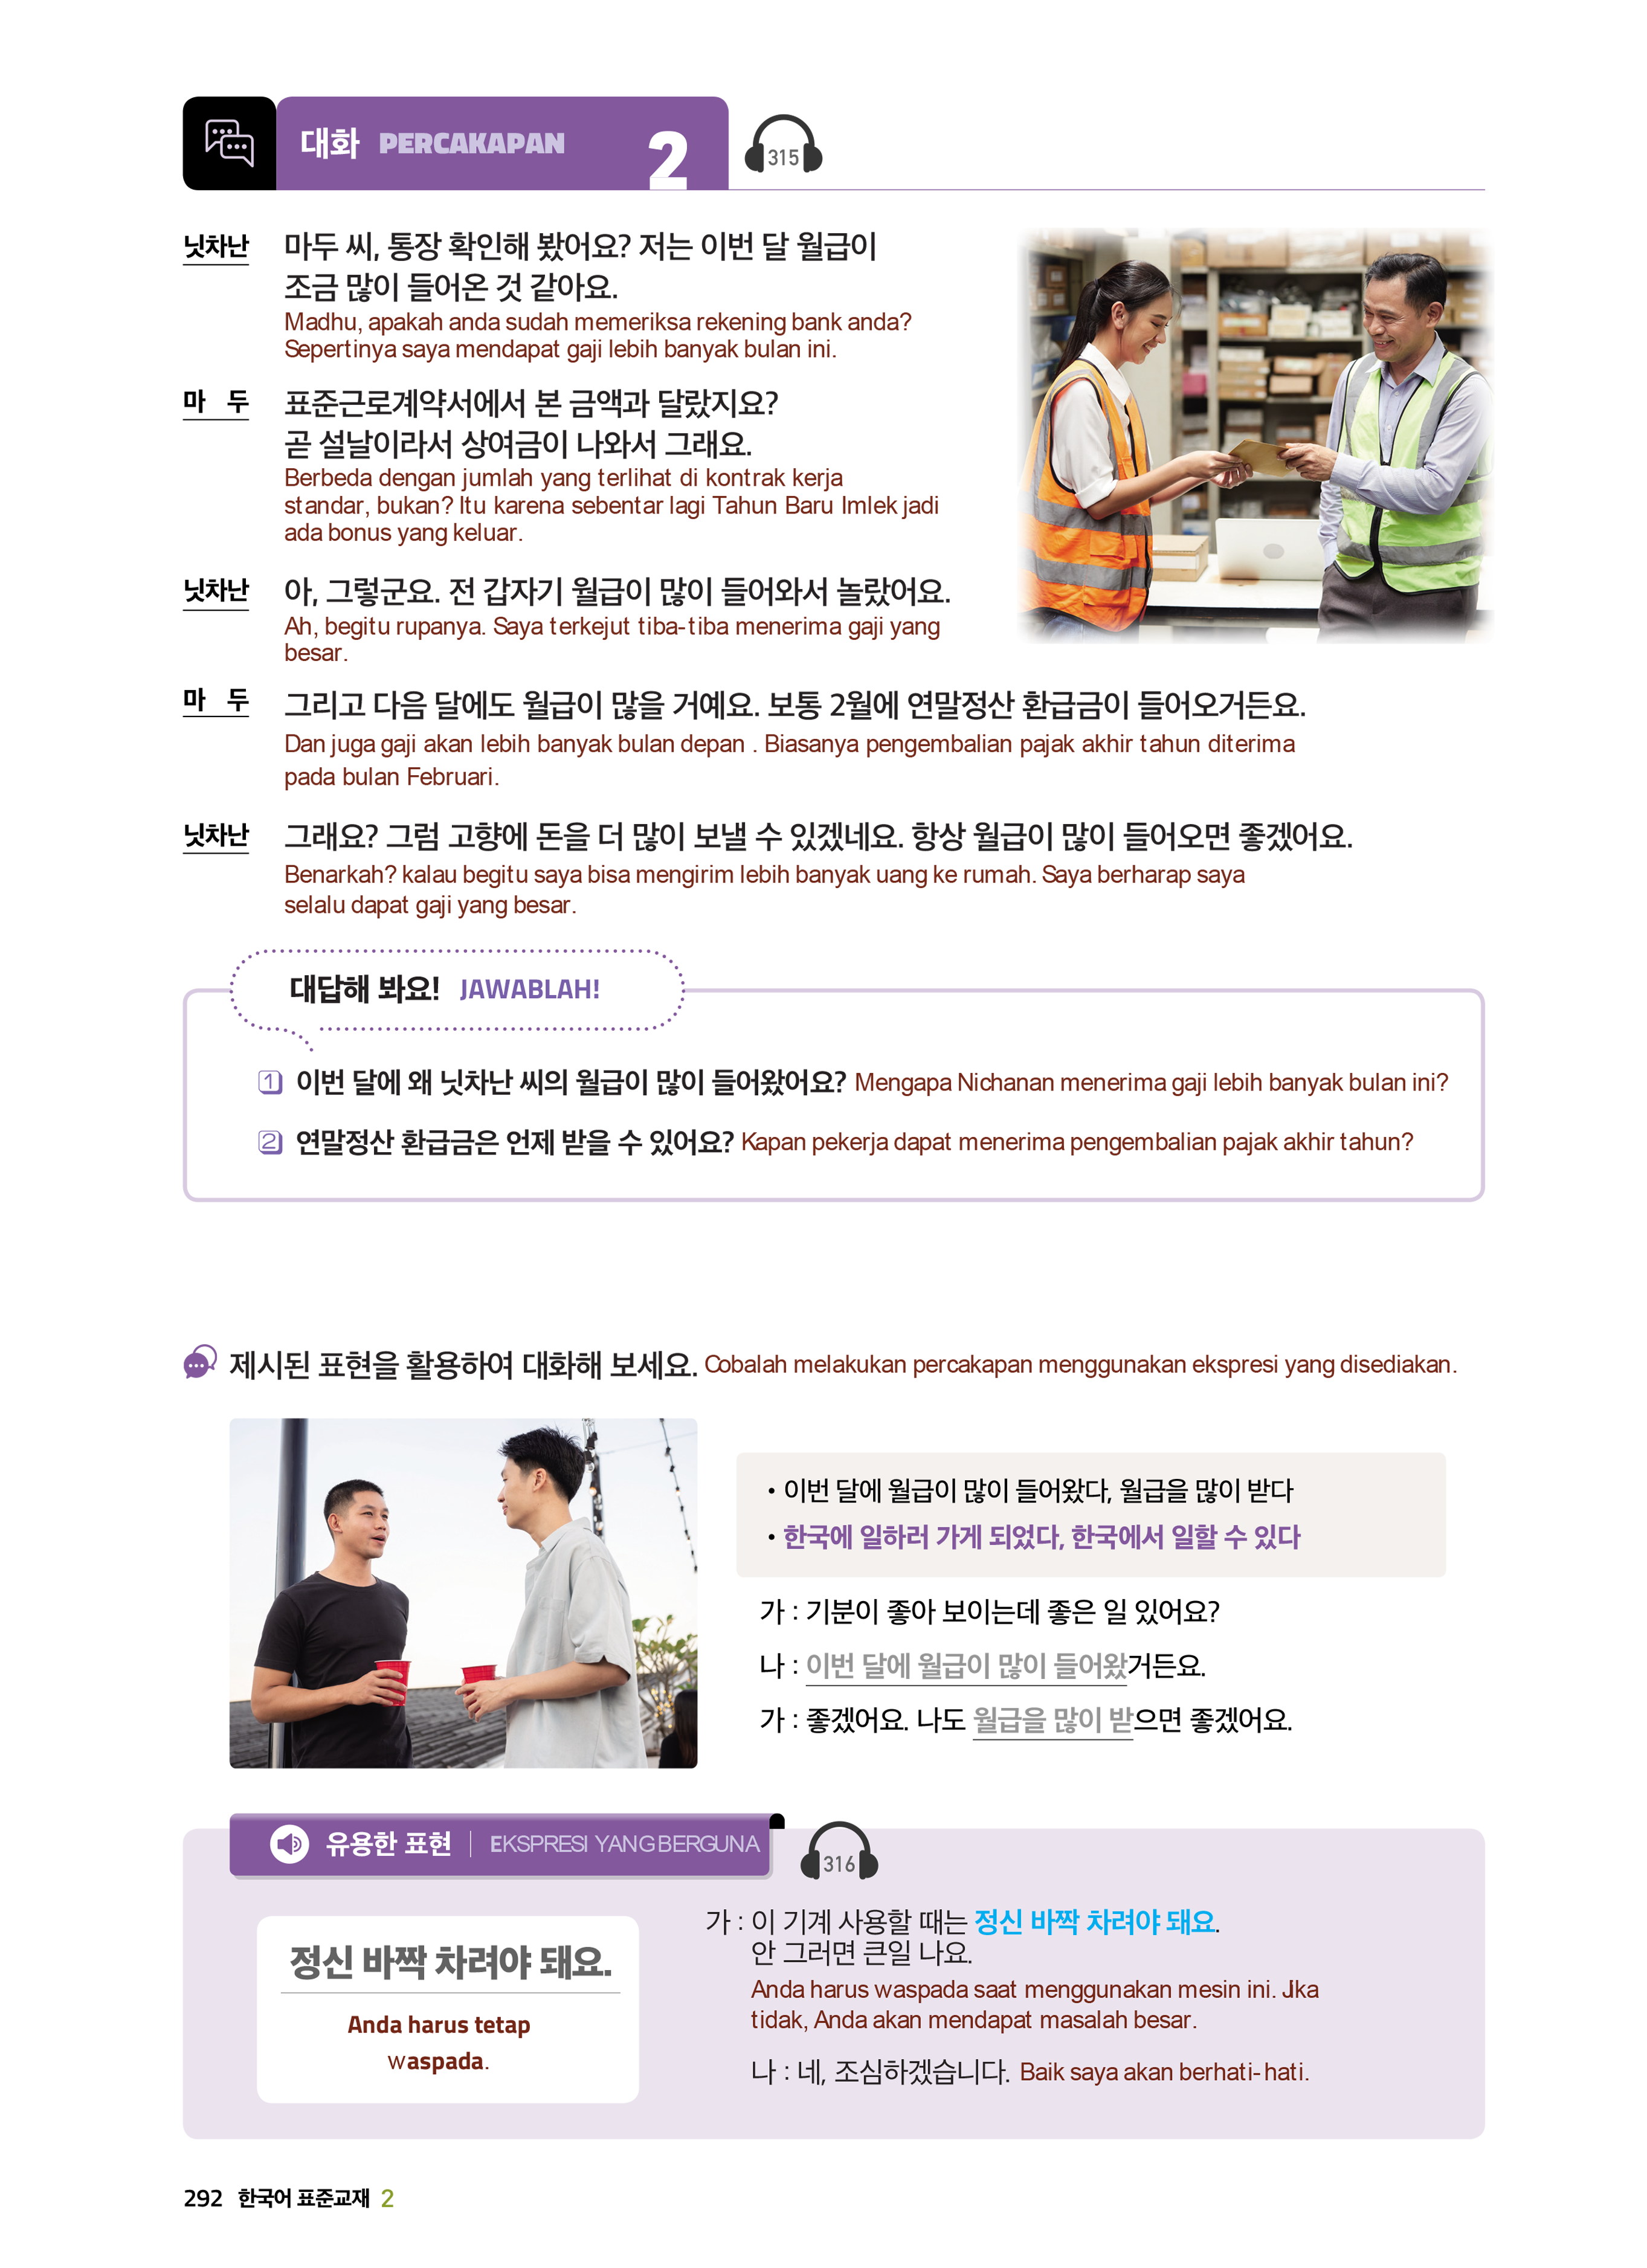 대화 PERCAKAPAN 2 315
닛차난 마두 씨, 통장 확인해 봤어요? 저는 이번 달 월급이
조금 많이 들어온 것 같아요.
Madhu, apakah anda sudah memeriksa rekening bank anda?
Sepertinya saya mendapat gaji lebih banyak bulan ini.
마 두 표준근로계약서에서 본 금액과 달랐지요?
곧 설날이라서 상여금이 나와서 그래요.
Berbeda dengan jumlah yang terlihat di kontrak kerja
standar, bukan? Itu karena sebentar lagi Tahun Baru Imlek jadi
ada bonus yang keluar.
닛차난 아, 그렇군요. 전 갑자기 월급이 많이 들어와서 놀랐어요.
Ah, begitu rupanya. Saya terkejut tiba-tiba menerima gaji yang
besar.
마 두 그리고 다음 달에도 월급이 많을 거예요. 보통 2월에 연말정산 환급금이 들어오거든요.
Dan juga gaji akan lebih banyak bulan depan . Biasanya pengembalian pajak akhir tahun diterima
pada bulan Februari.
닛차난 그래요? 그럼 고향에 돈을 더 많이 보낼 수 있겠네요. 항상 월급이 많이 들어오면 좋겠어요.
Benarkah? kalau begitu saya bisa mengirim lebih banyak uang ke rumah. Saya berharap saya
selalu dapat gaji yang besar.
대답해 봐요! JAWABLAH!
1 이번 달에 왜 닛차난 씨의 월급이 많이 들어왔어요? Mengapa Nichanan menerima gaji lebih banyak bulan ini?
2 연말정산 환급금은 언제 받을 수 있어요? Kapan pekerja dapat menerima pengembalian pajak akhir tahun?
제시된 표현을 활용하여 대화해 보세요. Cobalah melakukan percakapan menggunakan ekspresi yang disediakan.
• 이번 달에 월급이 많이 들어왔다, 월급을 많이 받다
• 한국에 일하러 가게 되었다, 한국에서 일할 수 있다
가 : 기분이 좋아 보이는데 좋은 일 있어요?
나 : 이번 달에 월급이 많이 들어왔거든요.
가 : 좋겠어요. 나도 월급을 많이 받으면 좋겠어요.
유용한 표현 | EKSPRESI YANG BERGUNA 316
정신 바짝 차려야 돼요.
Anda harus tetap
waspada.
가 : 이 기계 사용할 때는 정신 바짝 차려야 돼요.
안 그러면 큰일 나요.
Anda harus waspada saat menggunakan mesin ini. Jika
tidak, Anda akan mendapat masalah besar.
나 : 네, 조심하겠습니다. Baik saya akan berhati-hati.
292 한국어 표준교재 2